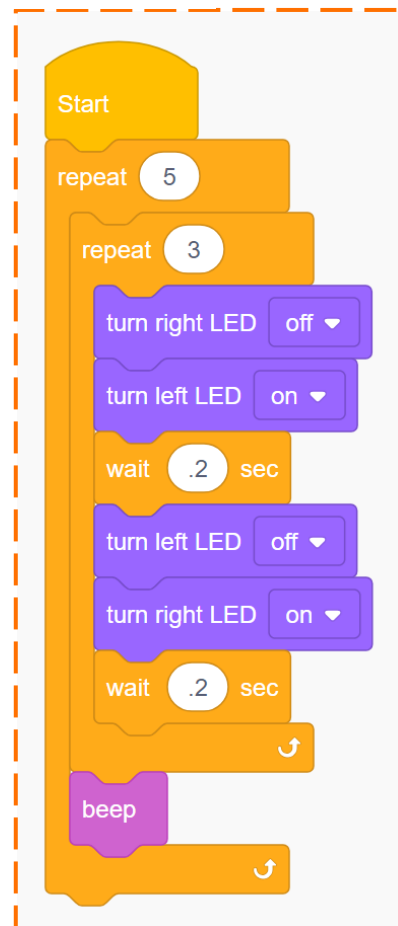 Start
repeat 5
repeat 3
turn right LED off
turn left LED on
wait .2 sec
turn left LED off
turn right LED on
wait .2 sec
beep